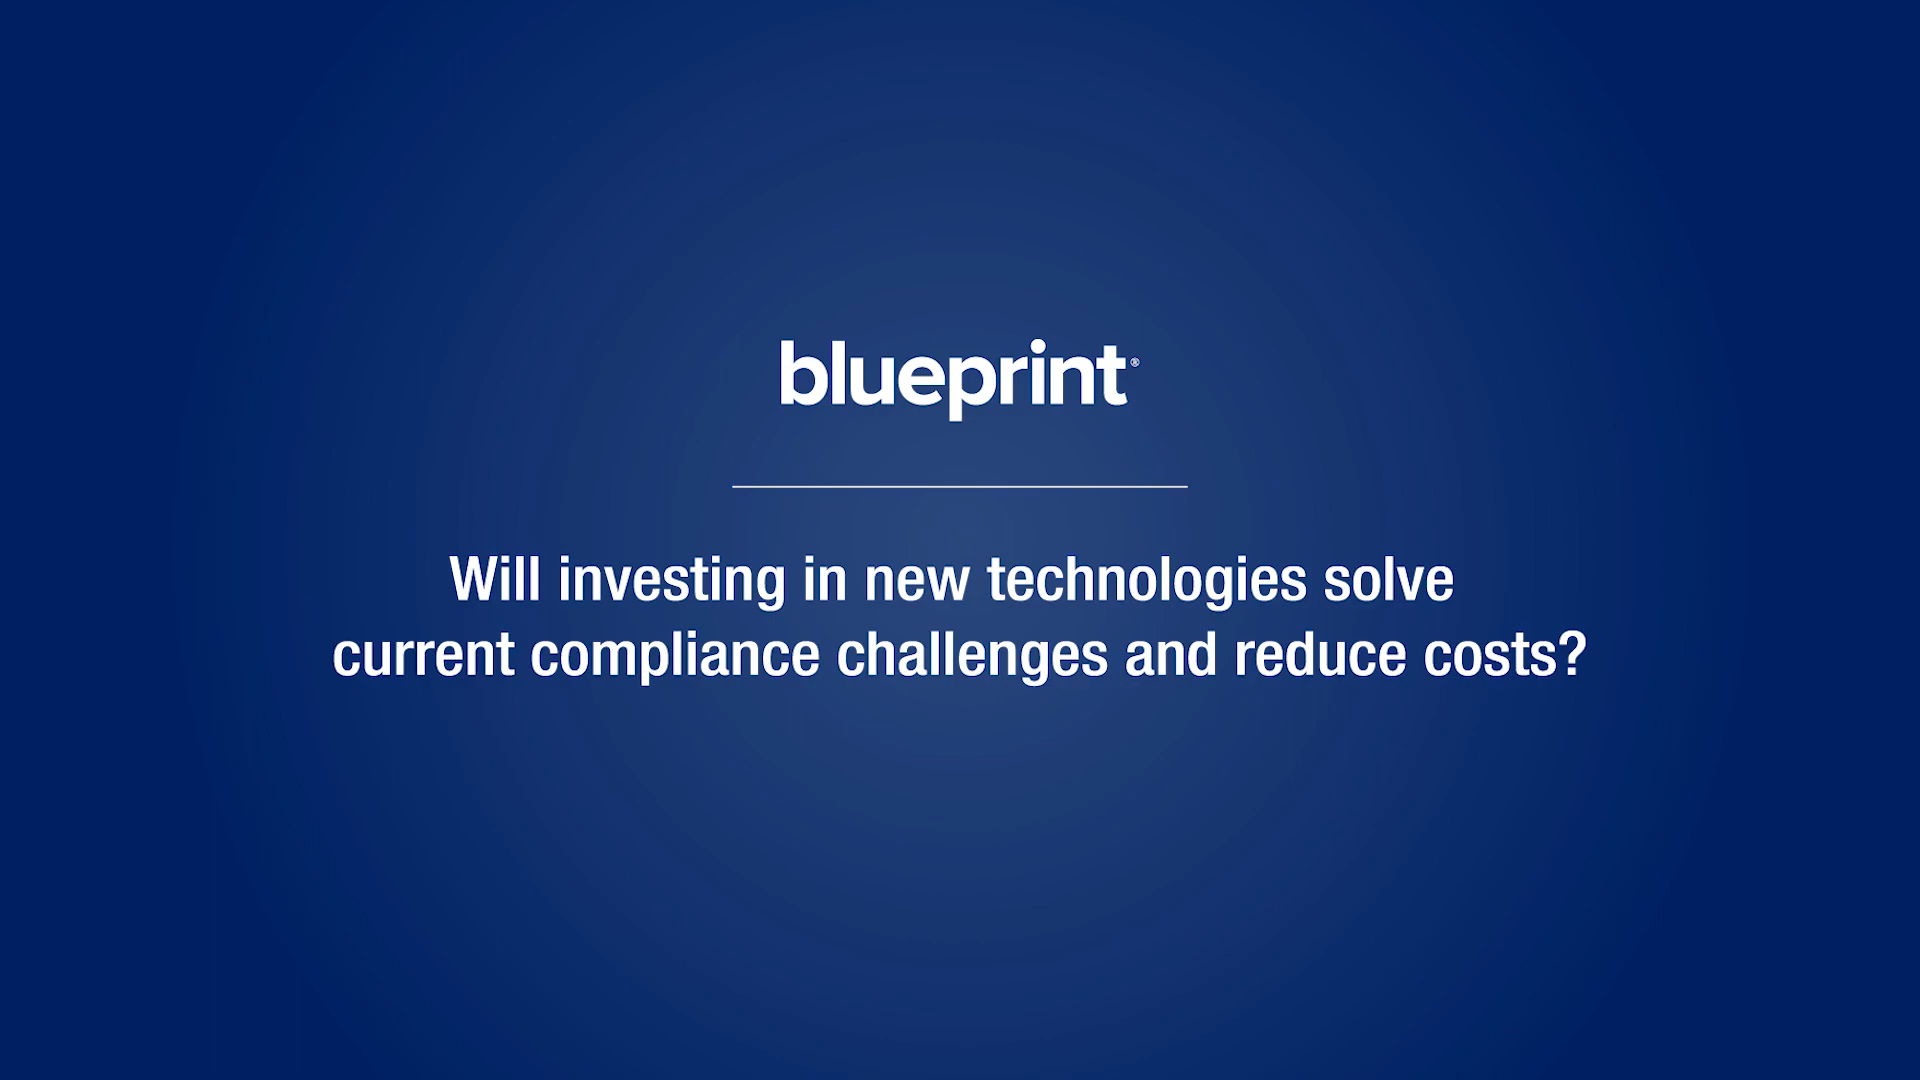 blueprint®
Will investing in new technologies solve
current compliance challenges and reduce costs?